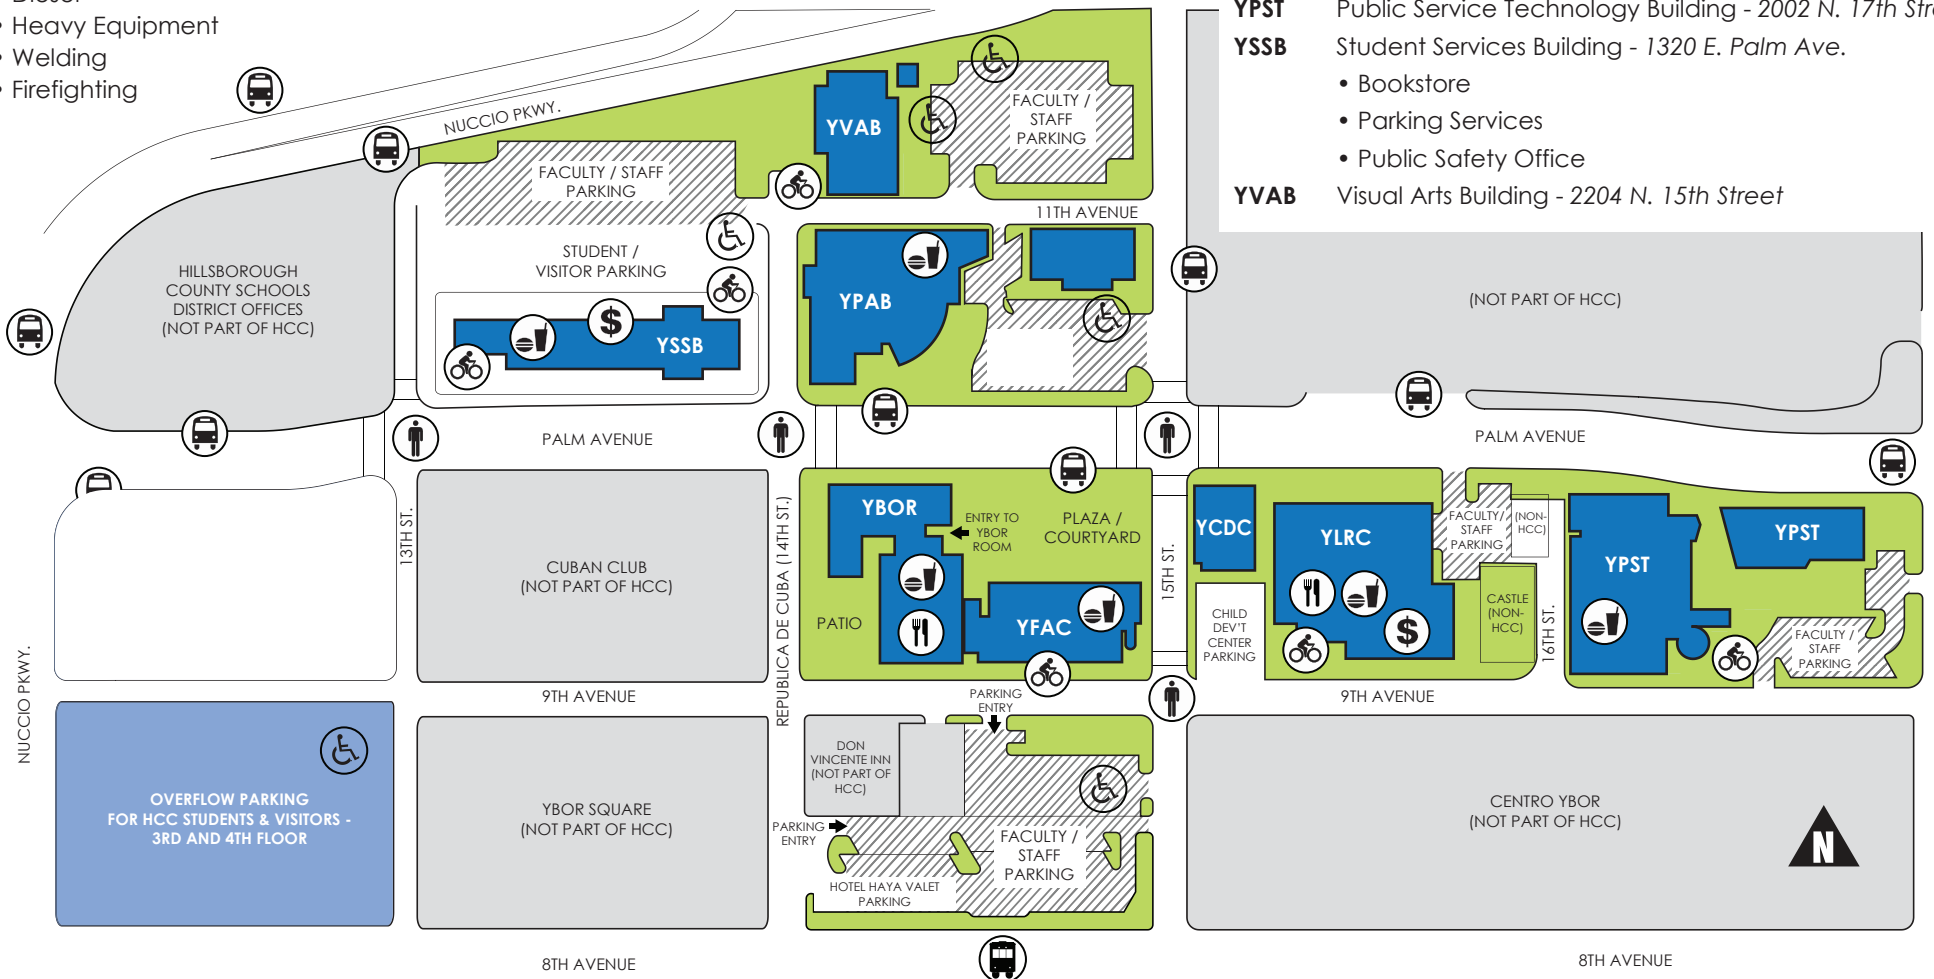 • Heavy Equipment
• Welding
• Firefighting
YPST Public Service Technology Building - 2002 N. 17th
YSSB Student Services Building - 1320 E. Palm Ave.
• Bookstore
• Parking Services
• Public Safety Office
YVAB Visual Arts Building - 2204 N. 15th Street
NUCCIO PKWY.
FACULTY / STAFF
PARKING
YVAB
FACULTY /
STAFF
PARKING
11TH AVENUE
HILLSBOROUGH
COUNTY SCHOOLS
DISTRICT OFFICES
(NOT PART OF HCC)
STUDENT /
VISITOR PARKING
$
YSSB
YPAB
(NOT PART OF HCC)
PALM AVENUE
PALM AVENUE
13TH ST.
CUBAN CLUB
(NOT PART OF HCC)
REPUBLICA DE CUBA (14TH ST.)
YBOR
ENTRY TO
YBOR
ROOM
PLAZA /
COURTYARD
PATIO
YFAC
15TH ST.
YCDC
CHILD
DEV'T
CENTER
PARKING
YLRC
$
FACULTY/
STAFF
PARKING
(NON-
HCC)
CASTLE
(NON-
HCC)
16TH ST.
YPST
YPST
FACULTY /
STAFF
PARKING
NUCCIO PKWY.
9TH AVENUE
9TH AVENUE
PARKING
ENTRY
OVERFLOW PARKING
FOR HCC STUDENTS & VISITORS -
3RD AND 4TH FLOOR
YBOR SQUARE
(NOT PART OF HCC)
DON
VINCENTE INN
(NOT PART OF
HCC)
PARKING
ENTRY
FACULTY /
STAFF
PARKING
HOTEL HAYA VALET
PARKING
CENTRO YBOR
(NOT PART OF HCC)
N
8TH AVENUE
8TH AVENUE